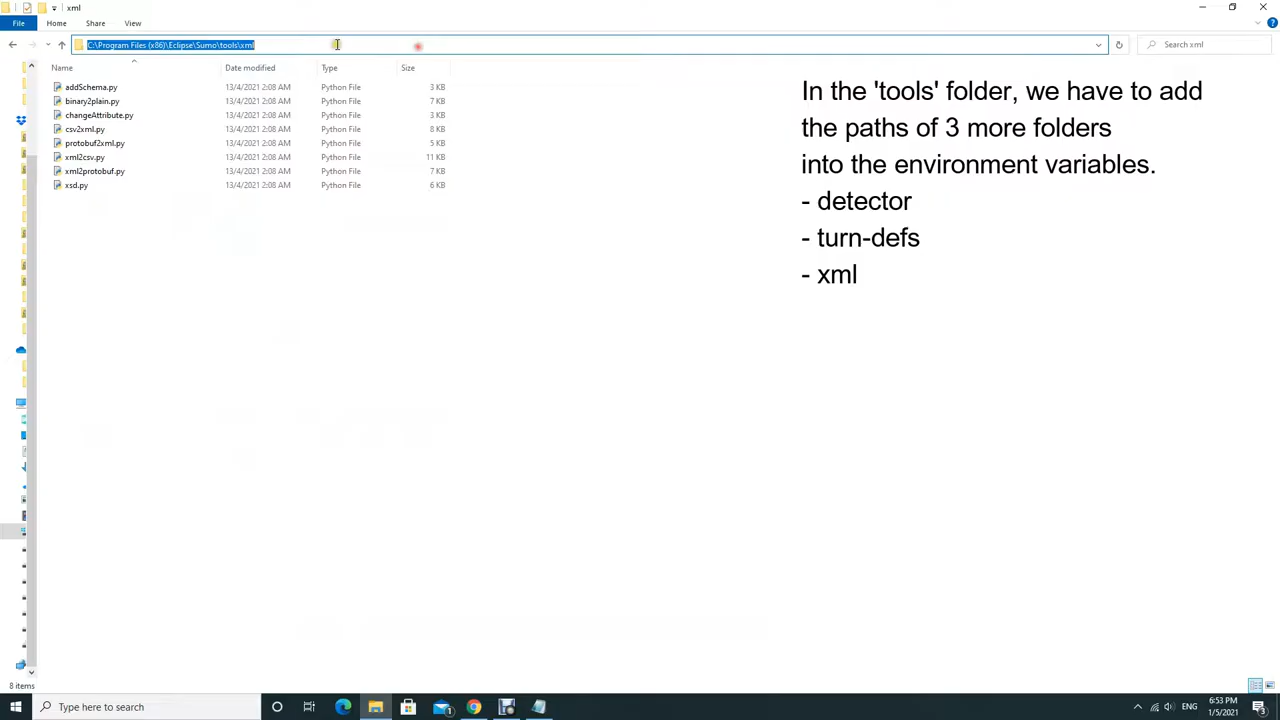 xml
File
Home
Share
View
C:\Program Files (x86)\Eclipse\Sumo\tools\xml
Search xml
Name
Date modified
Type
Size
addSchema.py 13/4/2021 2:08 AM Python File 3 KB
binary2plain.py 13/4/2021 2:08 AM Python File 7 KB
changeAttribute.py 13/4/2021 2:08 AM Python File 3 KB
csv2xml.py 13/4/2021 2:08 AM Python File 8 KB
protobuf2xml.py 13/4/2021 2:08 AM Python File 5 KB
xml2csv.py 13/4/2021 2:08 AM Python File 11 KB
xml2protobuf.py 13/4/2021 2:08 AM Python File 7 KB
xsd.py 13/4/2021 2:08 AM Python File 6 KB
In the 'tools' folder, we have to add
the paths of 3 more folders
into the environment variables.
- detector
- turn-defs
- xml
8 items
Type here to search
ENG
6:53 PM
1/5/2021